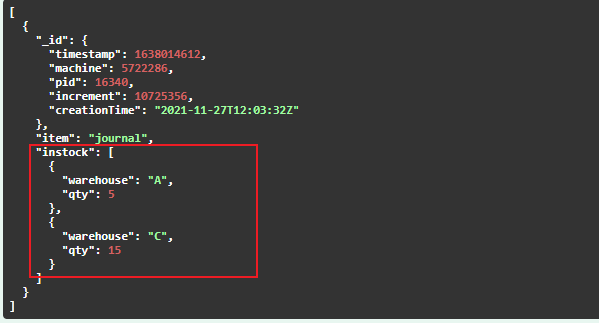 [
  {
    "_id": {
      "timestamp": 1638014612,
      "machine": 5722286,
      "pid": 16340,
      "increment": 10725356,
      "creationTime": "2021-11-27T12:03:32Z"
    },
    "item": "journal",
    "instock": [
      {
        "warehouse": "A",
        "qty": 5
      },
      {
        "warehouse": "C",
        "qty": 15
      }
    ]
  }
]